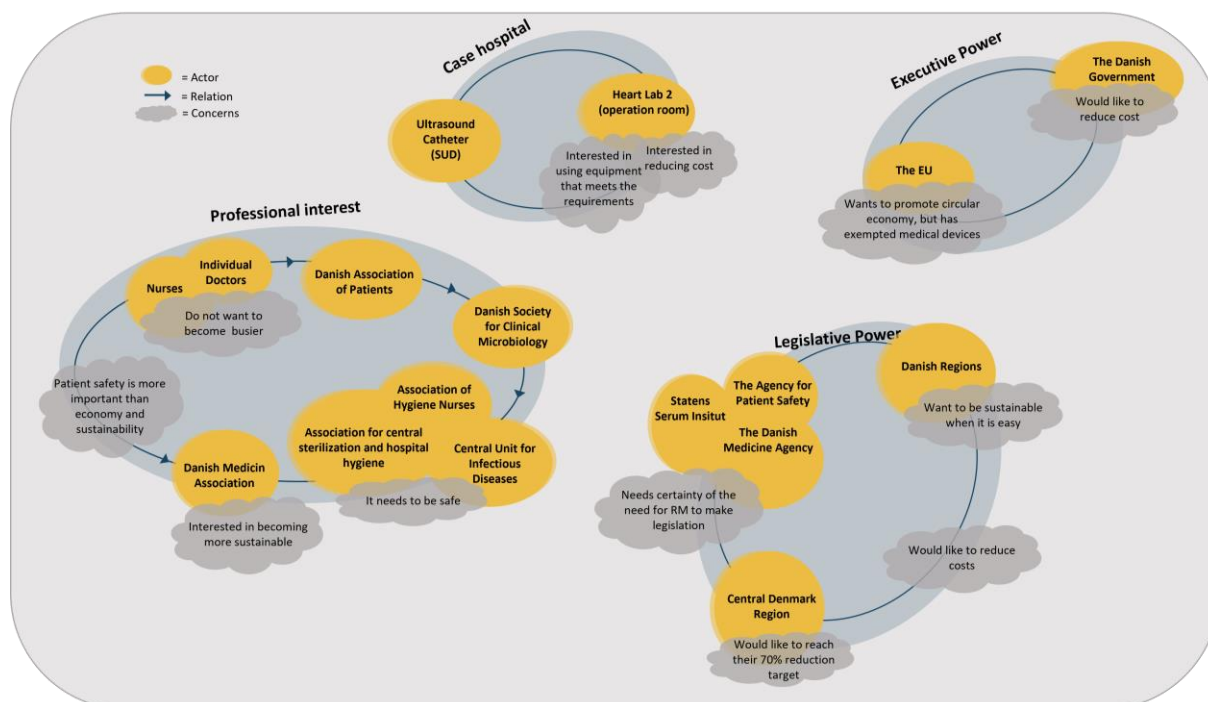 Case hospital
= Actor
= Relation
= Concerns
Ultrasound
Catheter
(SUD)
Heart Lab 2
(operation room)
Interested in
using equipment
that meets the
requirements
Interested in
reducing cost
Executive Power
The Danish
Government
Would like to
reduce cost
The EU
Wants to promote circular
economy, but has
exempted medical devices
Professional interest
Nurses
Individual
Doctors
Do not want to
become busier
Danish Association
of Patients
Danish Society
for Clinical
Microbiology
Patient safety is more
important than
economy and
sustainability
Association of
Hygiene Nurses
Association for central
sterilization and hospital
hygiene
Central Unit for
Infectious
Diseases
It needs to be safe
Danish Medicin
Association
Interested in becoming
more sustainable
Legislative Power
Statens
Serum Insitut
The Agency for
Patient Safety
The Danish
Medicine Agency
Needs certainty of the
need for RM to make
legislation
Danish Regions
Want to be sustainable
when it is easy
Would like to reduce
costs
Central Denmark
Region
Would like to reach
their 70% reduction
target